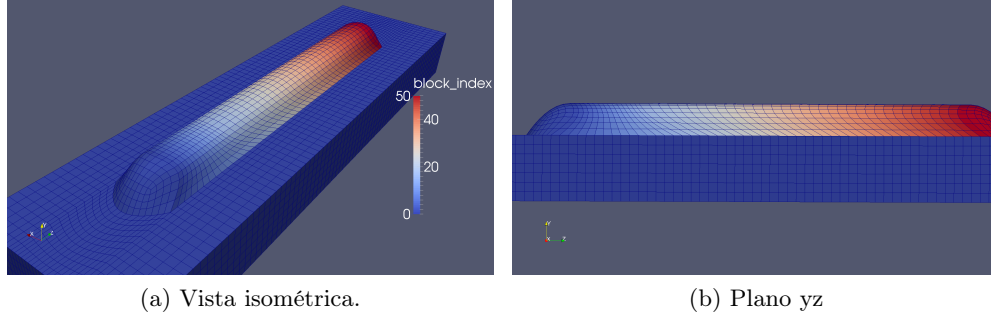 block_index
50
40
20
0
X
Y
Z
Y
X
Z
(a) Vista isométrica.
(b) Plano yz